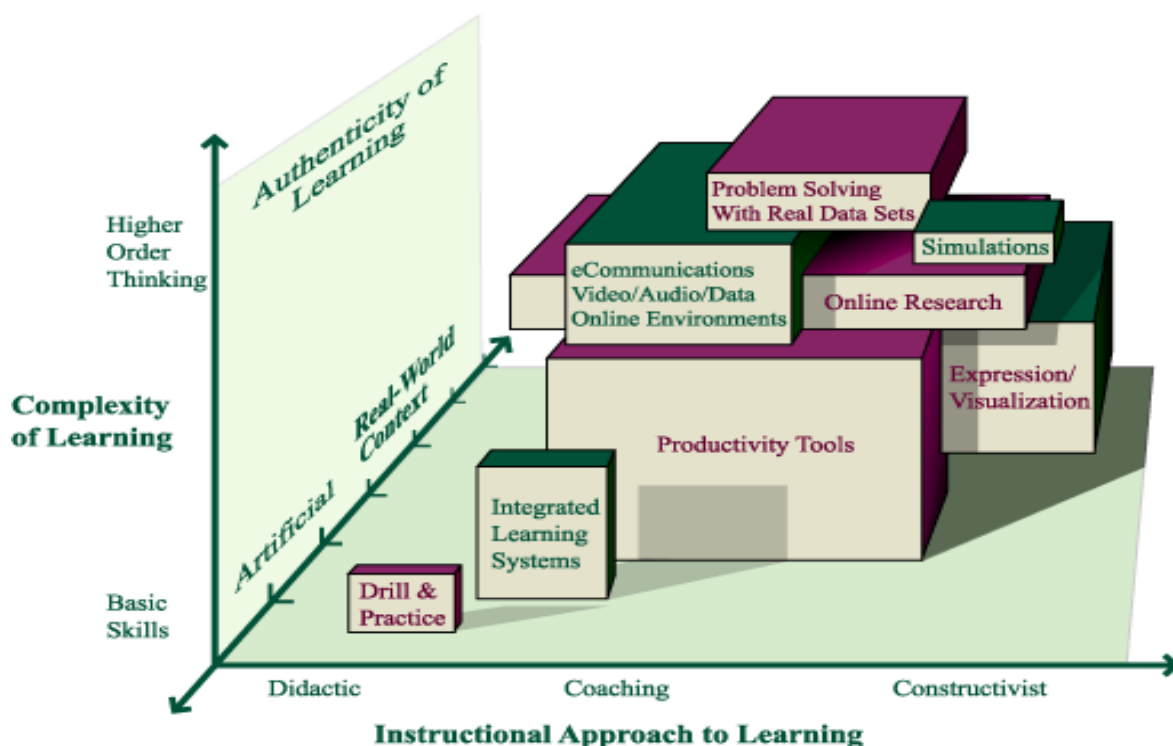 Authenticity of
Learning
Higher
Order
Thinking
Complexity
of Learning
Basic
Skills
Artificial
Real-World
Context
Problem Solving
With Real Data Sets
Simulations
eCommunications
Video/Audio/Data
Online Environments
Online Research
Expression/
Visualization
Productivity Tools
Integrated
Learning
Systems
Drill &
Practice
Didactic
Coaching
Constructivist
Instructional Approach to Learning